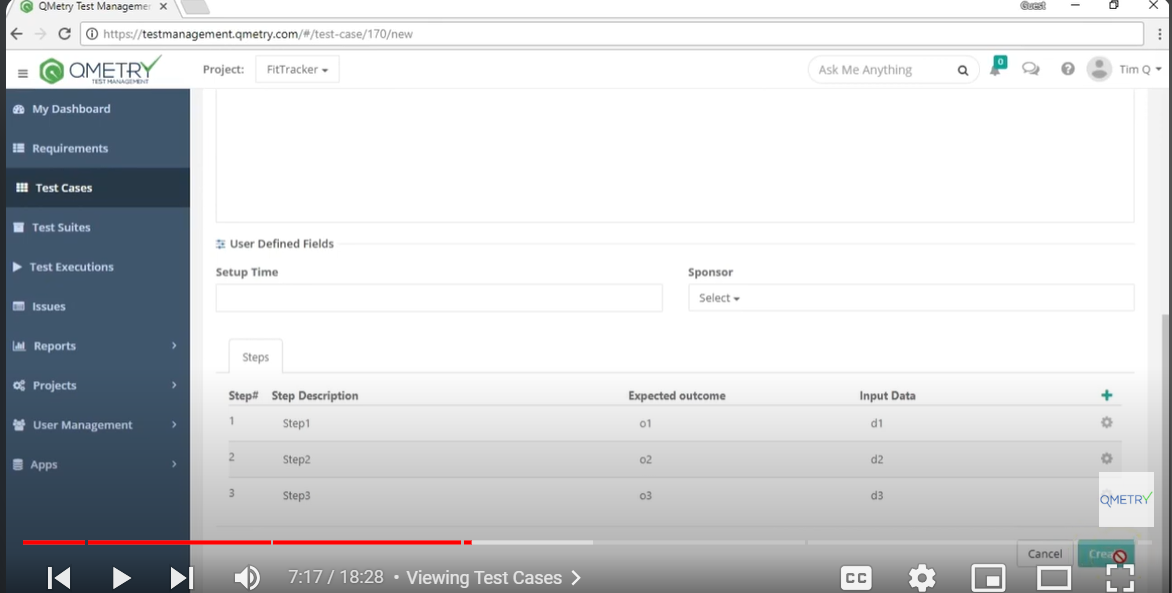 QMetry Test Managemen
Guest
https://testmanagement.qmetry.com/#/test-case/170/new
QMETRY
TEST MANAGEMENT
Project: FitTracker
Ask Me Anything
0
Tim Q
My Dashboard
Requirements
Test Cases
Test Suites
Test Executions
Issues
Reports
Projects
User Management
Apps
User Defined Fields
Setup Time Sponsor
Select
Steps
Step# Step Description Expected outcome Input Data
1 Step1 o1 d1
2 Step2 o2 d2
3 Step3 o3 d3
QMETRY
Cancel Crea
7:17 / 18:28 • Viewing Test Cases
CC